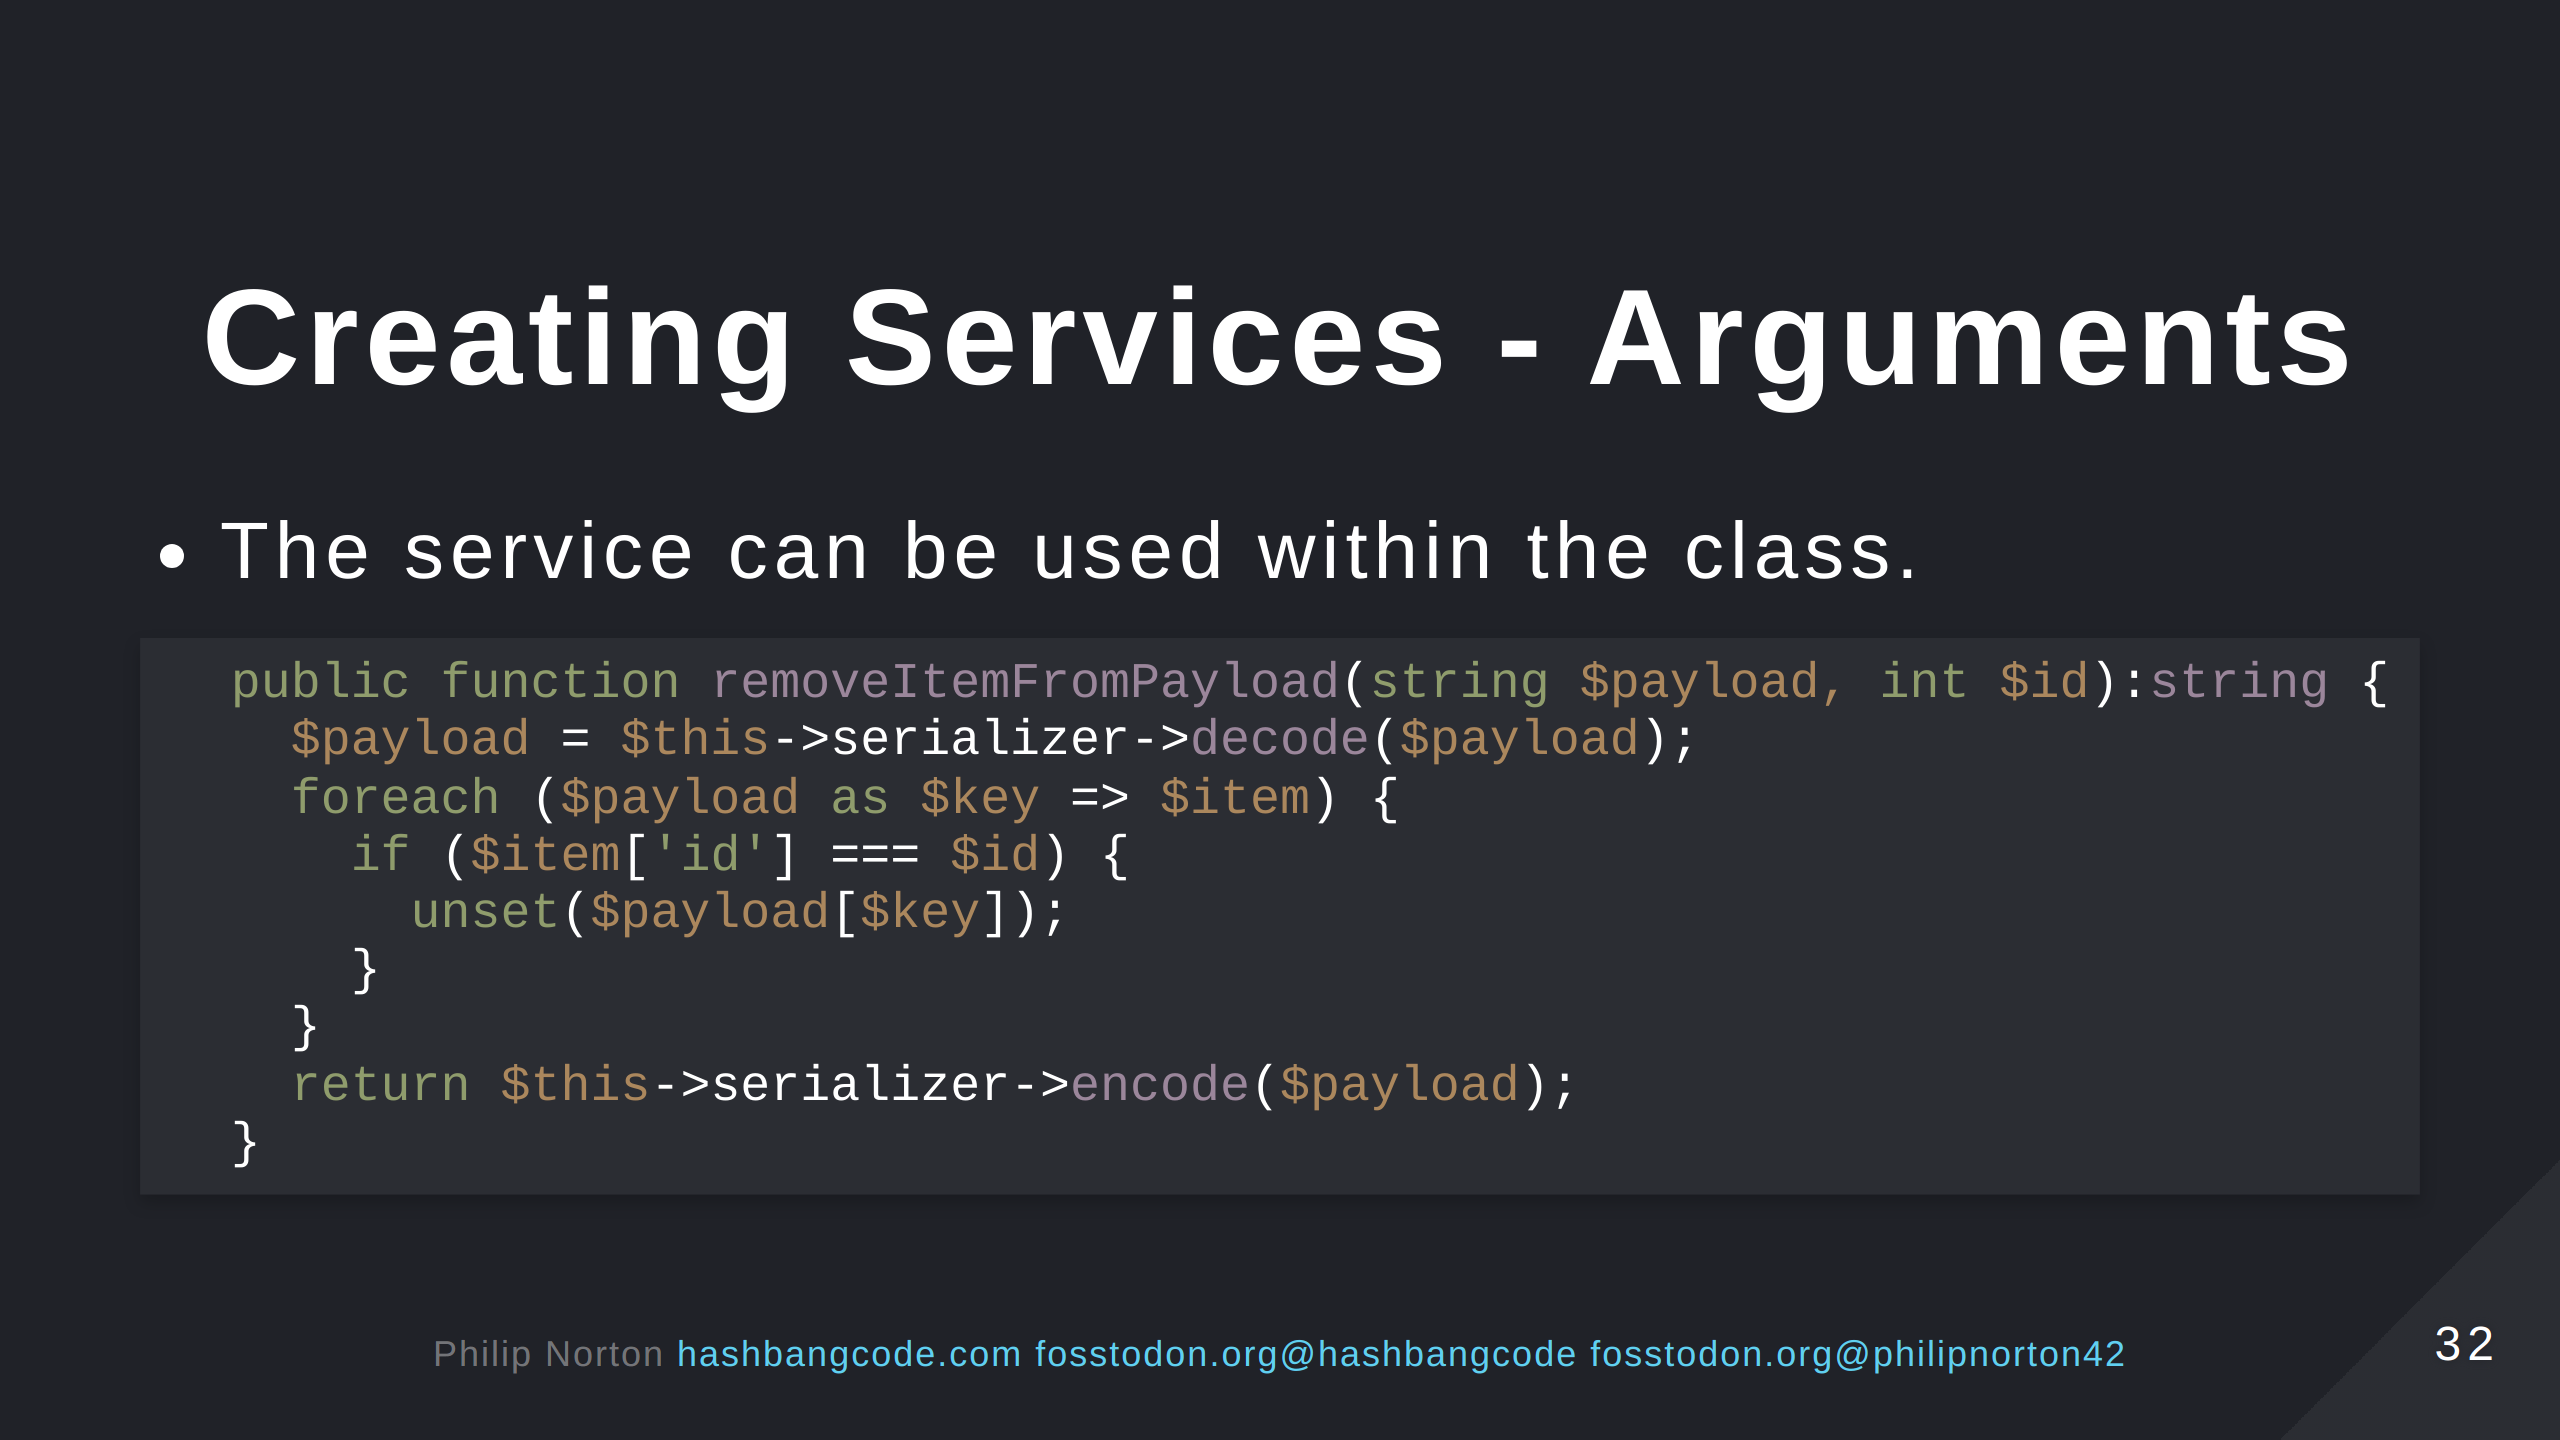 Creating Services - Arguments
• The service can be used within the class.
public function removeItemFromPayload(string $payload, int $id):string {
  $payload = $this->serializer->decode($payload);
  foreach ($payload as $key => $item) {
    if ($item['id'] === $id) {
      unset($payload[$key]);
    }
  }
  return $this->serializer->encode($payload);
}
Philip Norton hashbangcode.com fosstodon.org@hashbangcode fosstodon.org@philipnorton42
32